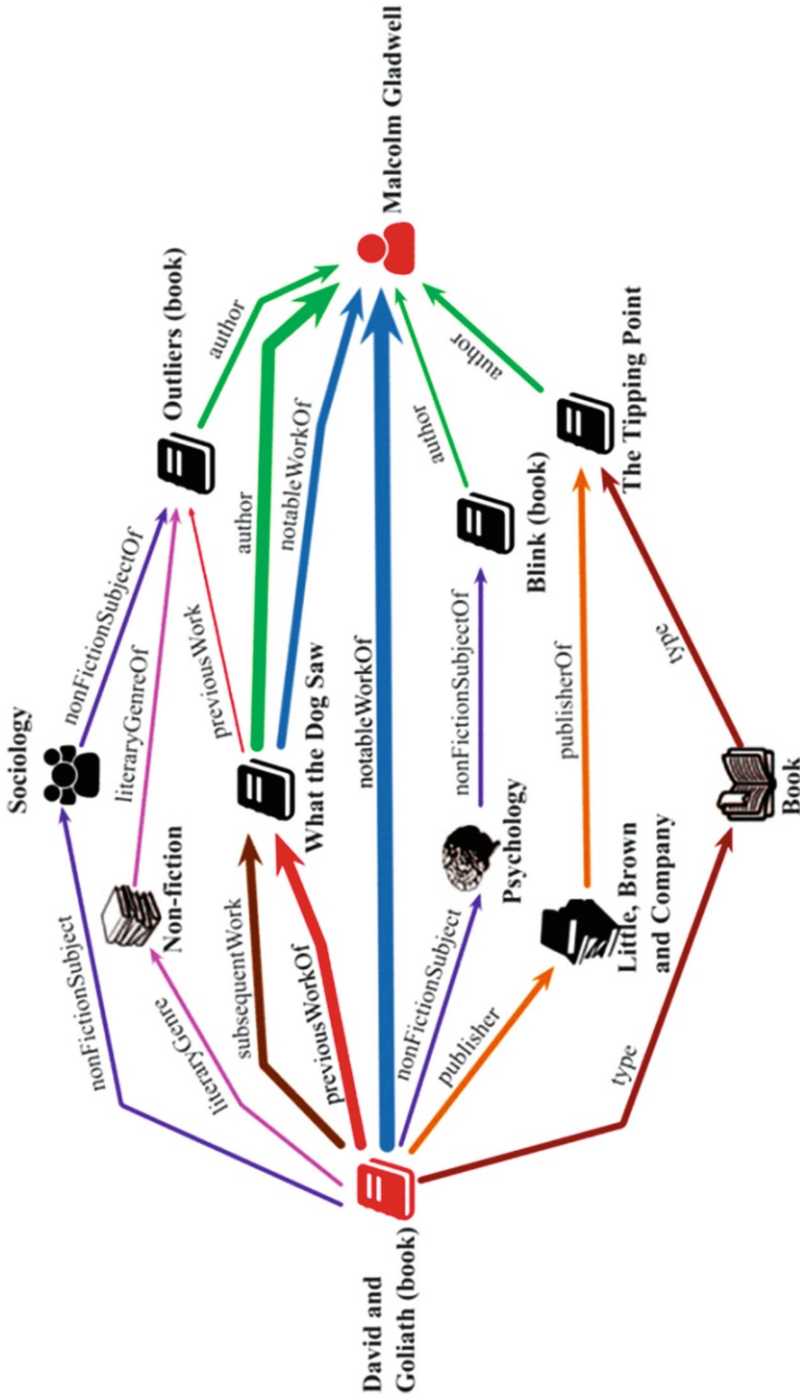 Sociology
nonFictionSubject
nonFictionSubjectOf
Non-fiction
literaryGenre
literaryGenreOf
Outliers (book)
author
previousWork
subsequentWork
previousWorkOf
What the Dog Saw
author
notableWorkOf
notableWorkOf
David and
Goliath (book)
Malcolm Gladwell
nonFictionSubject
Psychology
nonFictionSubjectOf
Blink (book)
author
publisher
Little, Brown
and Company
publisherOf
The Tipping Point
author
type
Book
type